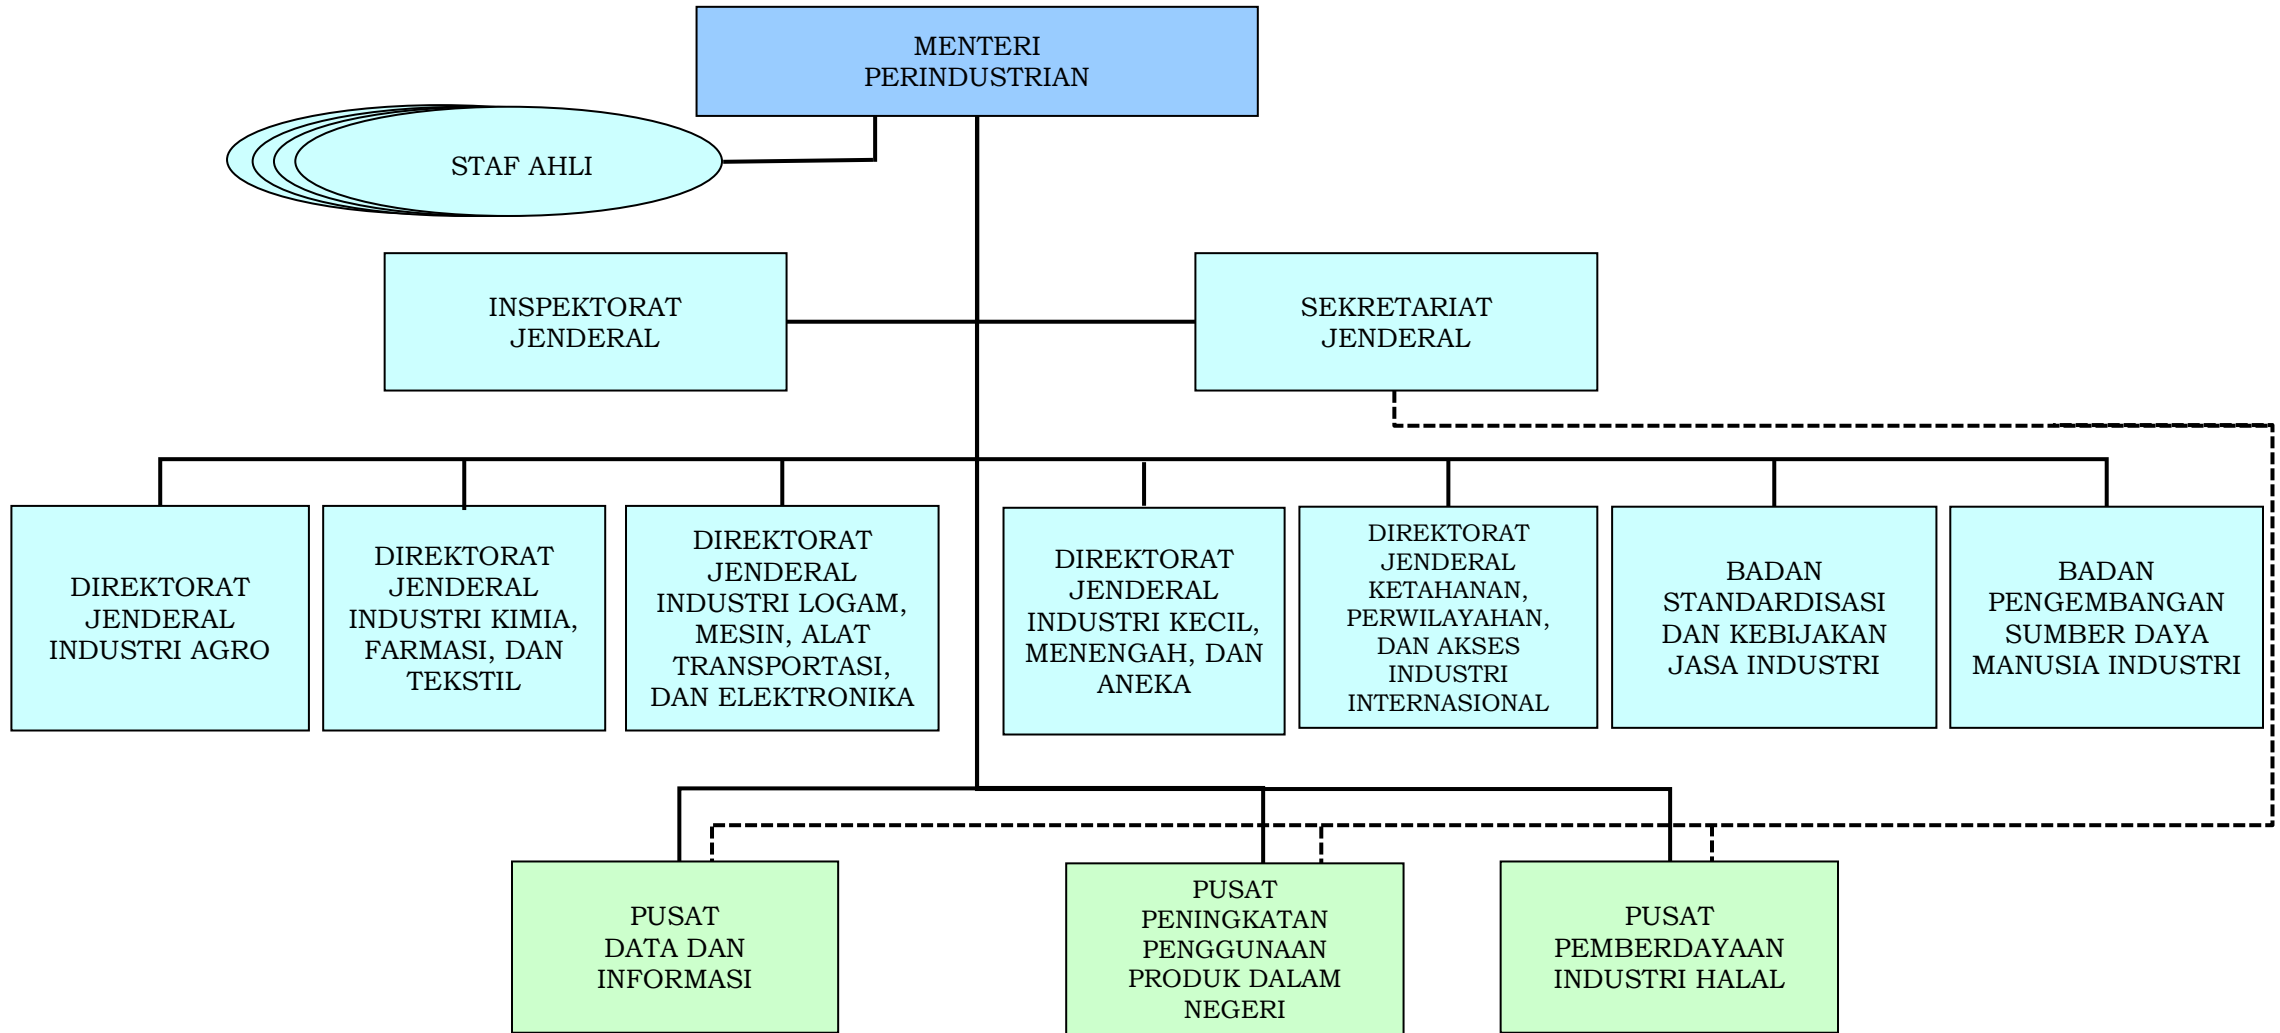 MENTERI
PERINDUSTRIAN
STAF AHLI
INSPEKTORAT
JENDERAL
SEKRETARIAT
JENDERAL
DIREKTORAT
JENDERAL
INDUSTRI AGRO
DIREKTORAT
JENDERAL
INDUSTRI KIMIA,
FARMASI, DAN
TEKSTIL
DIREKTORAT
JENDERAL
INDUSTRI LOGAM,
MESIN, ALAT
TRANSPORTASI,
DAN ELEKTRONIKA
DIREKTORAT
JENDERAL
INDUSTRI KECIL,
MENENGAH, DAN
ANEKA
DIREKTORAT
JENDERAL
KETAHANAN,
PERWILAYAHAN,
DAN AKSES
INDUSTRI
INTERNASIONAL
BADAN
STANDARDISASI
DAN KEBIJAKAN
JASA INDUSTRI
BADAN
PENGEMBANGAN
SUMBER DAYA
MANUSIA INDUSTRI
PUSAT
DATA DAN
INFORMASI
PUSAT
PENINGKATAN
PENGGUNAAN
PRODUK DALAM
NEGERI
PUSAT
PEMBERDAYAAN
INDUSTRI HALAL